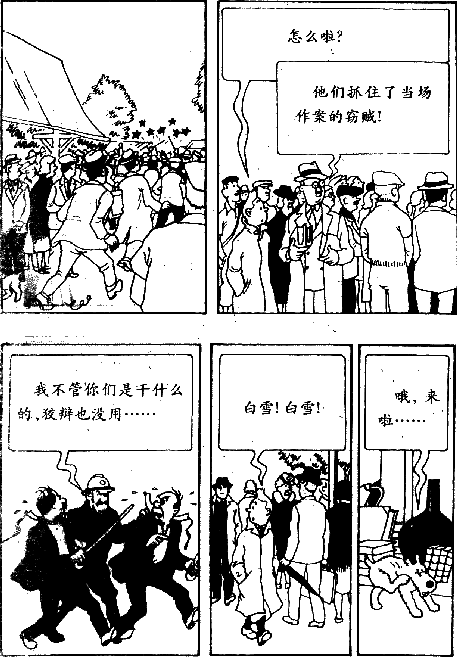 怎么啦？
他们抓住了当场
作案的窃贼！
我不管你们是干什么
的，狡辩也没用……
白雪！白雪！
哦，来
啦……